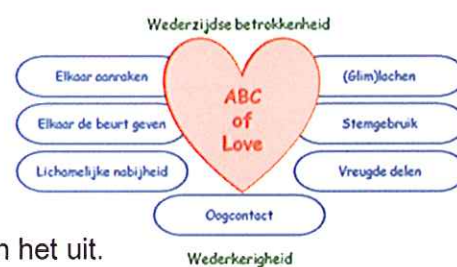 Wederzijdse betrokkenheid
Elkaar aanraken
(Glim)lachen
ABC
of
Love
Elkaar de beurt geven
Stemgebruik
Lichamelijke nabijheid
Vreugde delen
Oogcontact
n het uit.
Wederkerigheid